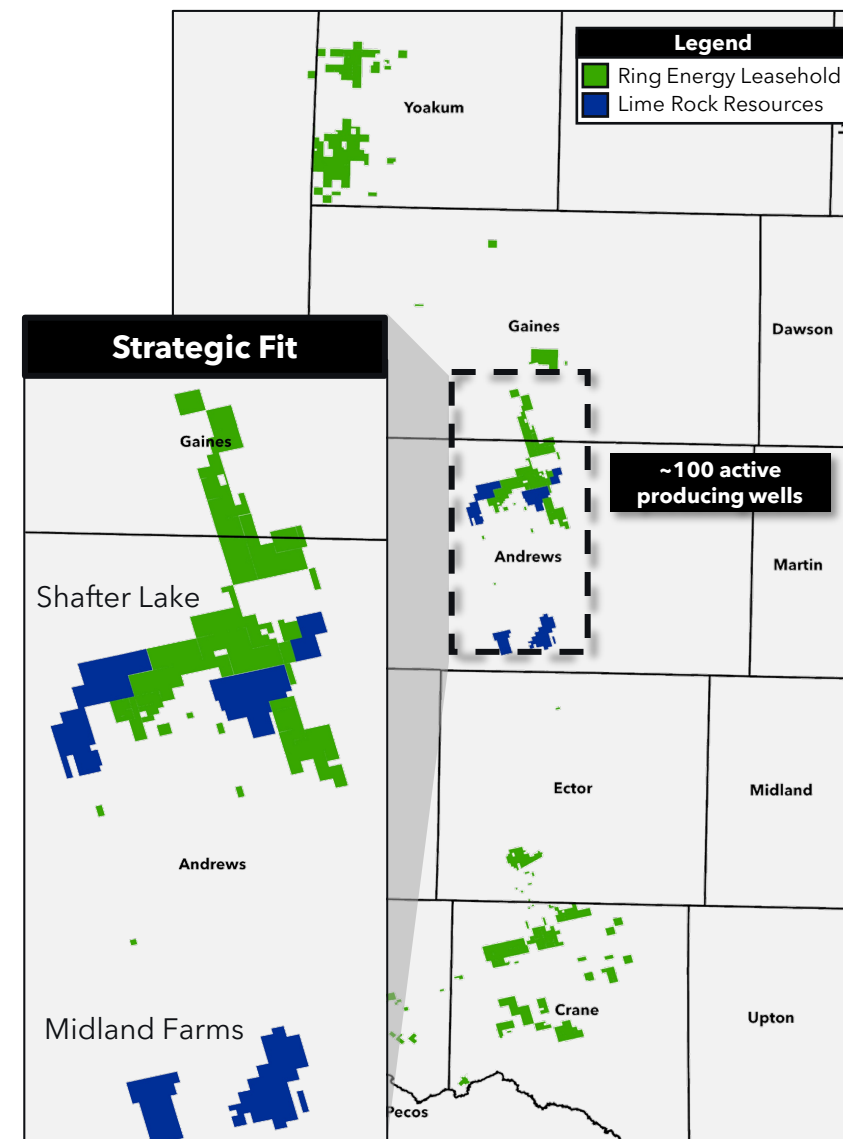 Legend
Ring Energy Leasehold
Lime Rock Resources
Yoakum
Gaines
Dawson
Strategic Fit
Gaines
~100 active
producing wells
Andrews
Martin
Shafter Lake
Ector
Midland
Andrews
Midland Farms
Crane
Upton
Pecos